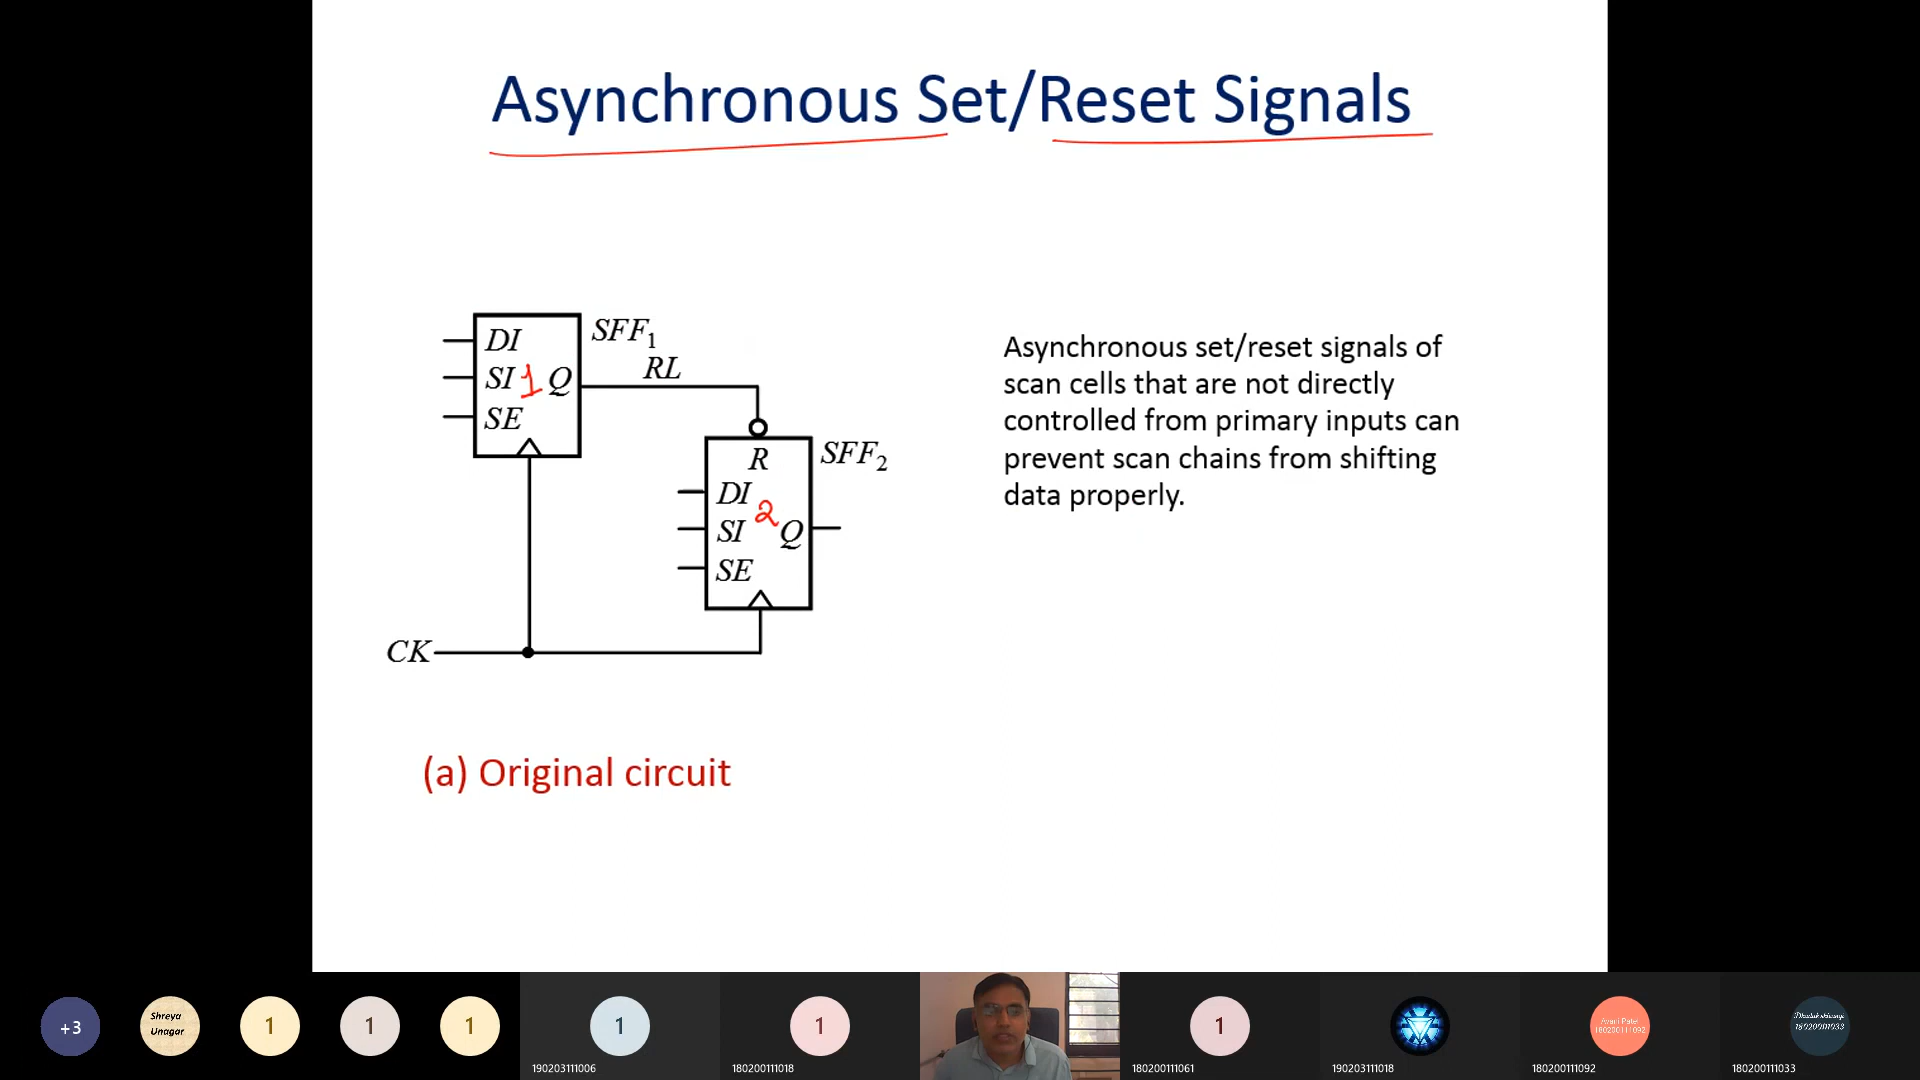 Asynchronous Set/Reset Signals
DI
SI 1 Q
SE
SFF1
RL
R
DI
SI 2 Q
SE
SFF2
CK
Asynchronous set/reset signals of
scan cells that are not directly
controlled from primary inputs can
prevent scan chains from shifting
data properly.
(a) Original circuit
+3
Shreya
Unagar
1
1
1
1
190203111006
1
180200111018
1
180200111061
190203111018
180200111092
180200111092
180200111033
180200111033